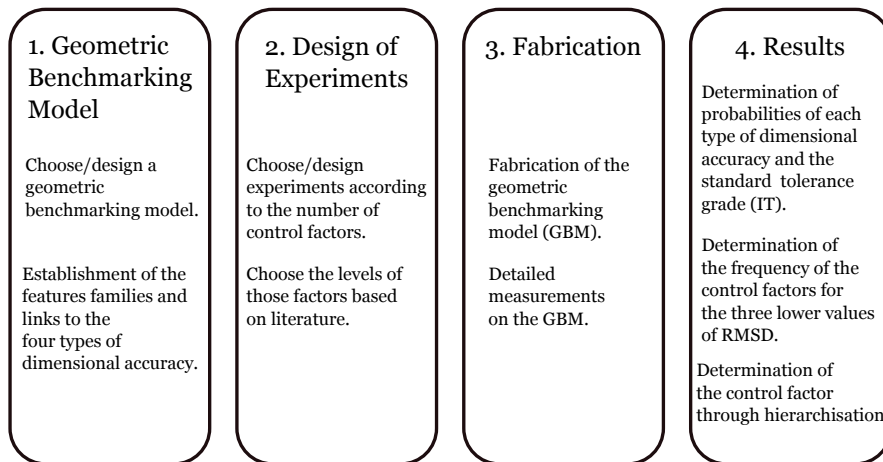 1. Geometric
Benchmarking
Model
Choose/design a
geometric
benchmarking model.
Establishment of the
features families and
links to the
four types of
dimensional accuracy.
2. Design of
Experiments
Choose/design
experiments according
to the number of
control factors.
Choose the levels of
those factors based
on literature.
3. Fabrication
Fabrication of the
geometric
benchmarking
model (GBM).
Detailed
measurements
on the GBM.
4. Results
Determination of
probabilities of each
type of dimensional
accuracy and the
standard tolerance
grade (IT).
Determination of
the frequency of the
control factors for
the three lower values
of RMSD.
Determination of
the control factor
through hierarchisation